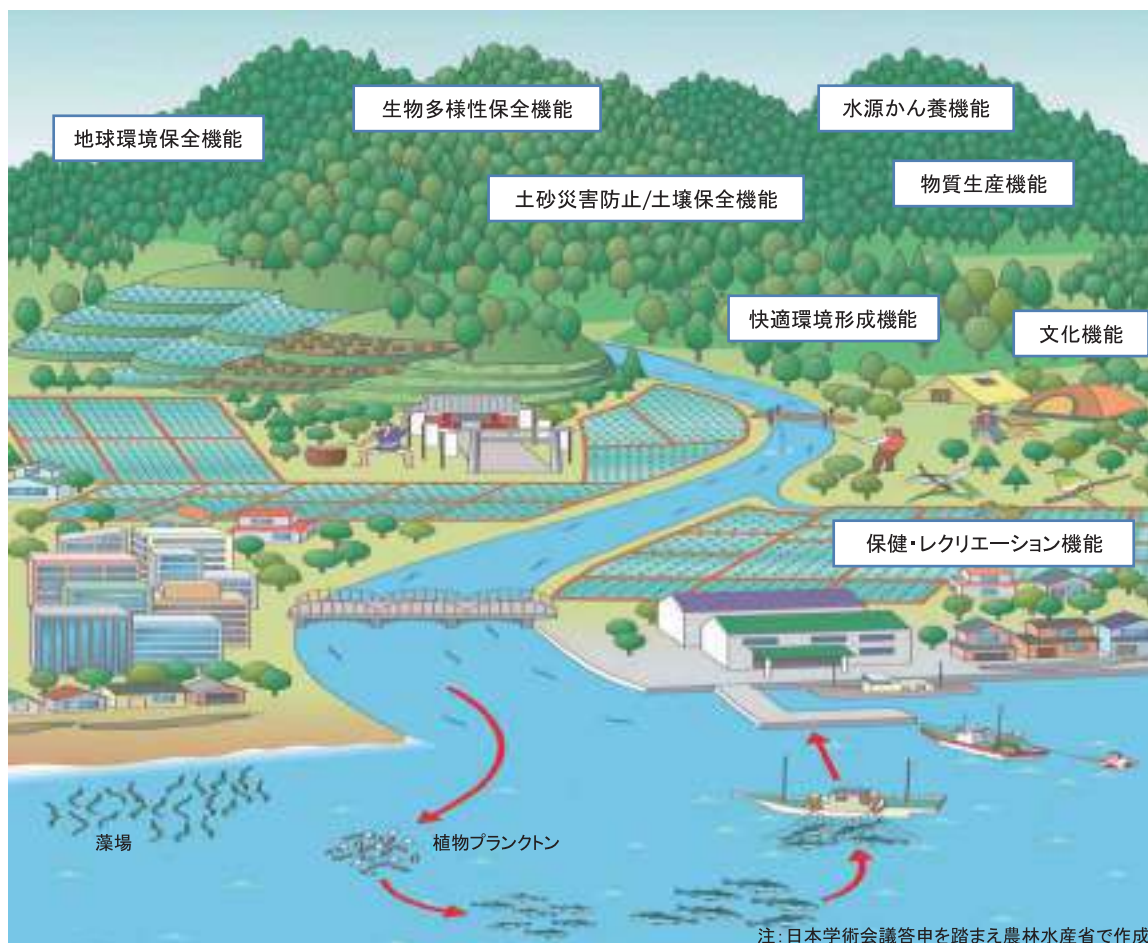 生物多様性保全機能
水源かん養機能
地球環境保全機能
物質生産機能
土砂災害防止/土壌保全機能
快適環境形成機能
文化機能
保健・レクリエーション機能
藻場
植物プランクトン
注:日本学術会議答申を踏まえ農林水産省で作成